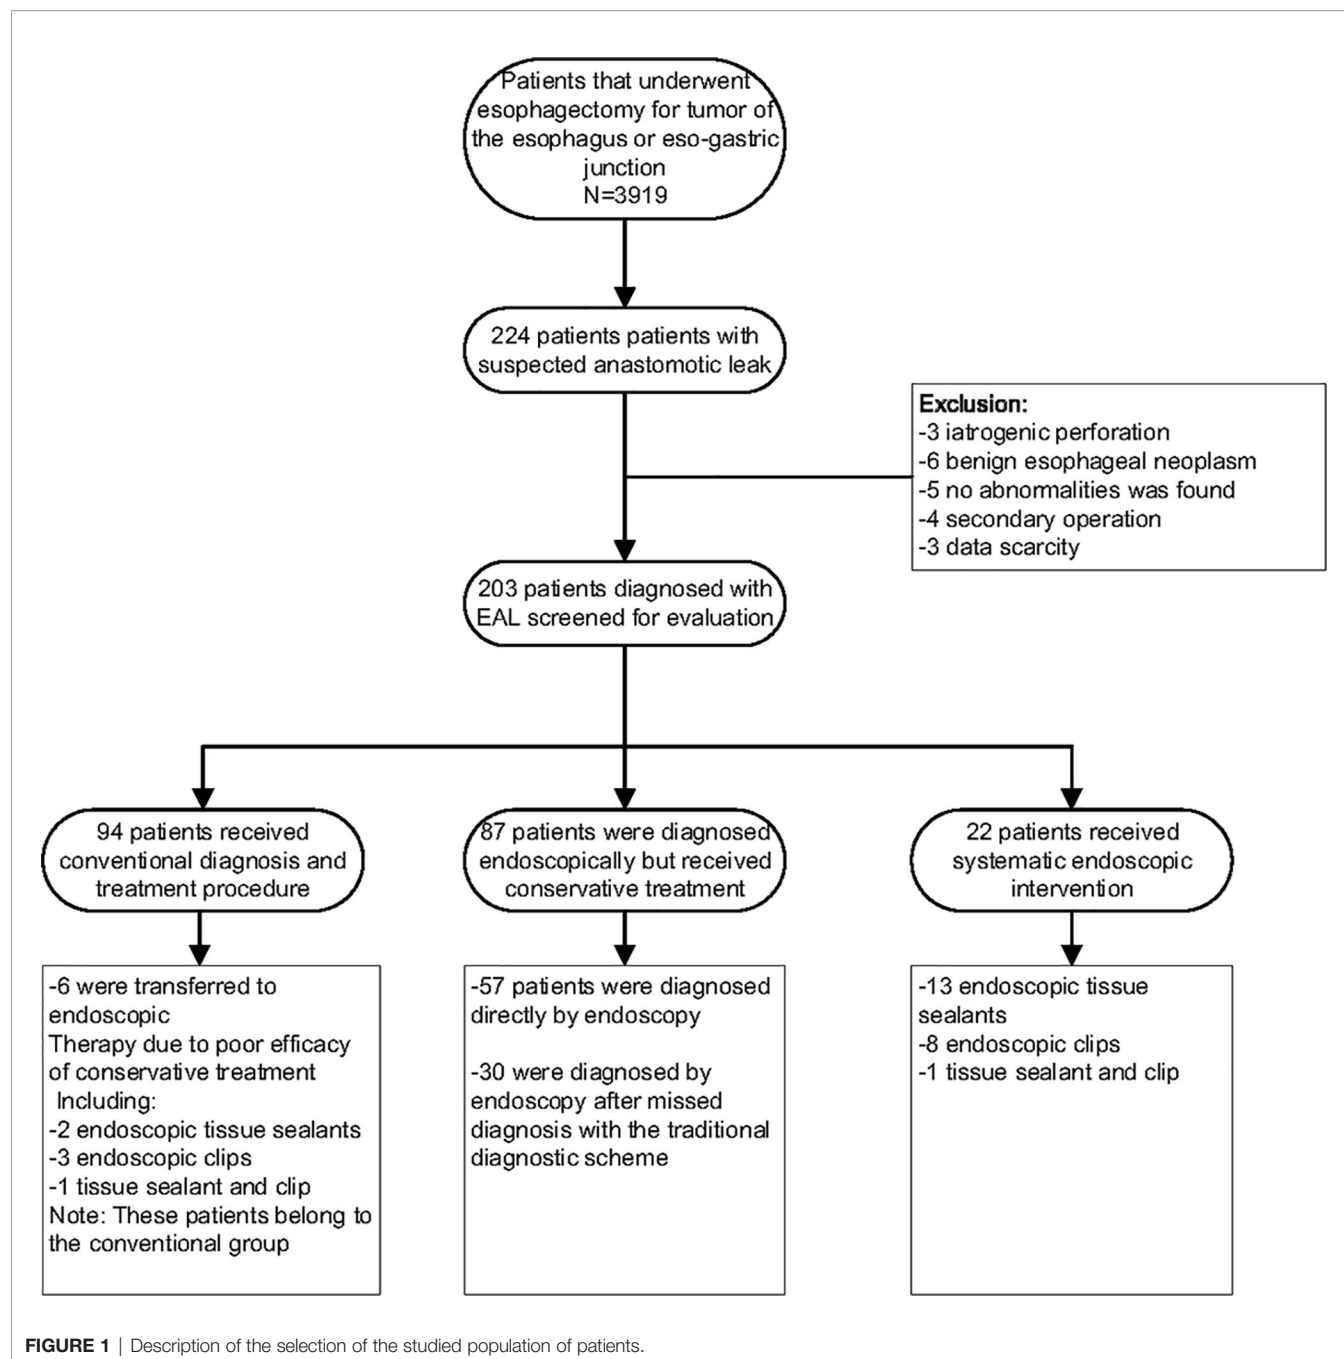 Patients that underwent
esophagectomy for tumor of
the esophagus or eso-gastric
junction
N=3919
224 patients patients with
suspected anastomotic leak
Exclusion:
-3 iatrogenic perforation
-6 benign esophageal neoplasm
-5 no abnormalities was found
-4 secondary operation
-3 data scarcity
203 patients diagnosed with
EAL screened for evaluation
94 patients received
conventional diagnosis and
treatment procedure
87 patients were diagnosed
endoscopically but received
conservative treatment
22 patients received
systematic endoscopic
intervention
-6 were transferred to
endoscopic
Therapy due to poor efficacy
of conservative treatment
Including:
-2 endoscopic tissue sealants
-3 endoscopic clips
-1 tissue sealant and clip
Note: These patients belong to
the conventional group
-57 patients were diagnosed
directly by endoscopy
-30 were diagnosed by
endoscopy after missed
diagnosis with the traditional
diagnostic scheme
-13 endoscopic tissue
sealants
-8 endoscopic clips
-1 tissue sealant and clip
FIGURE 1 | Description of the selection of the studied population of patients.